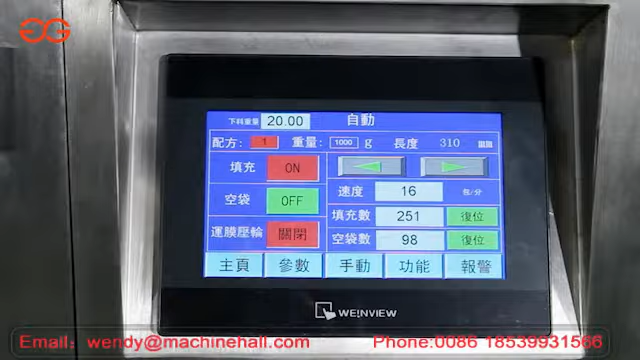 GG
下料重量 20.00 自動
配方: 1 重量: 1000 g 長度 310 mm
填充 ON
空袋 OFF 速度 16 包/分
填充數 251 復位
運膜壓輪 關閉 空袋數 98 復位
主頁 參數 手動 功能 報警
WEINVIEW
Email: wendy@machinehall.com Phone:0086 18539931566